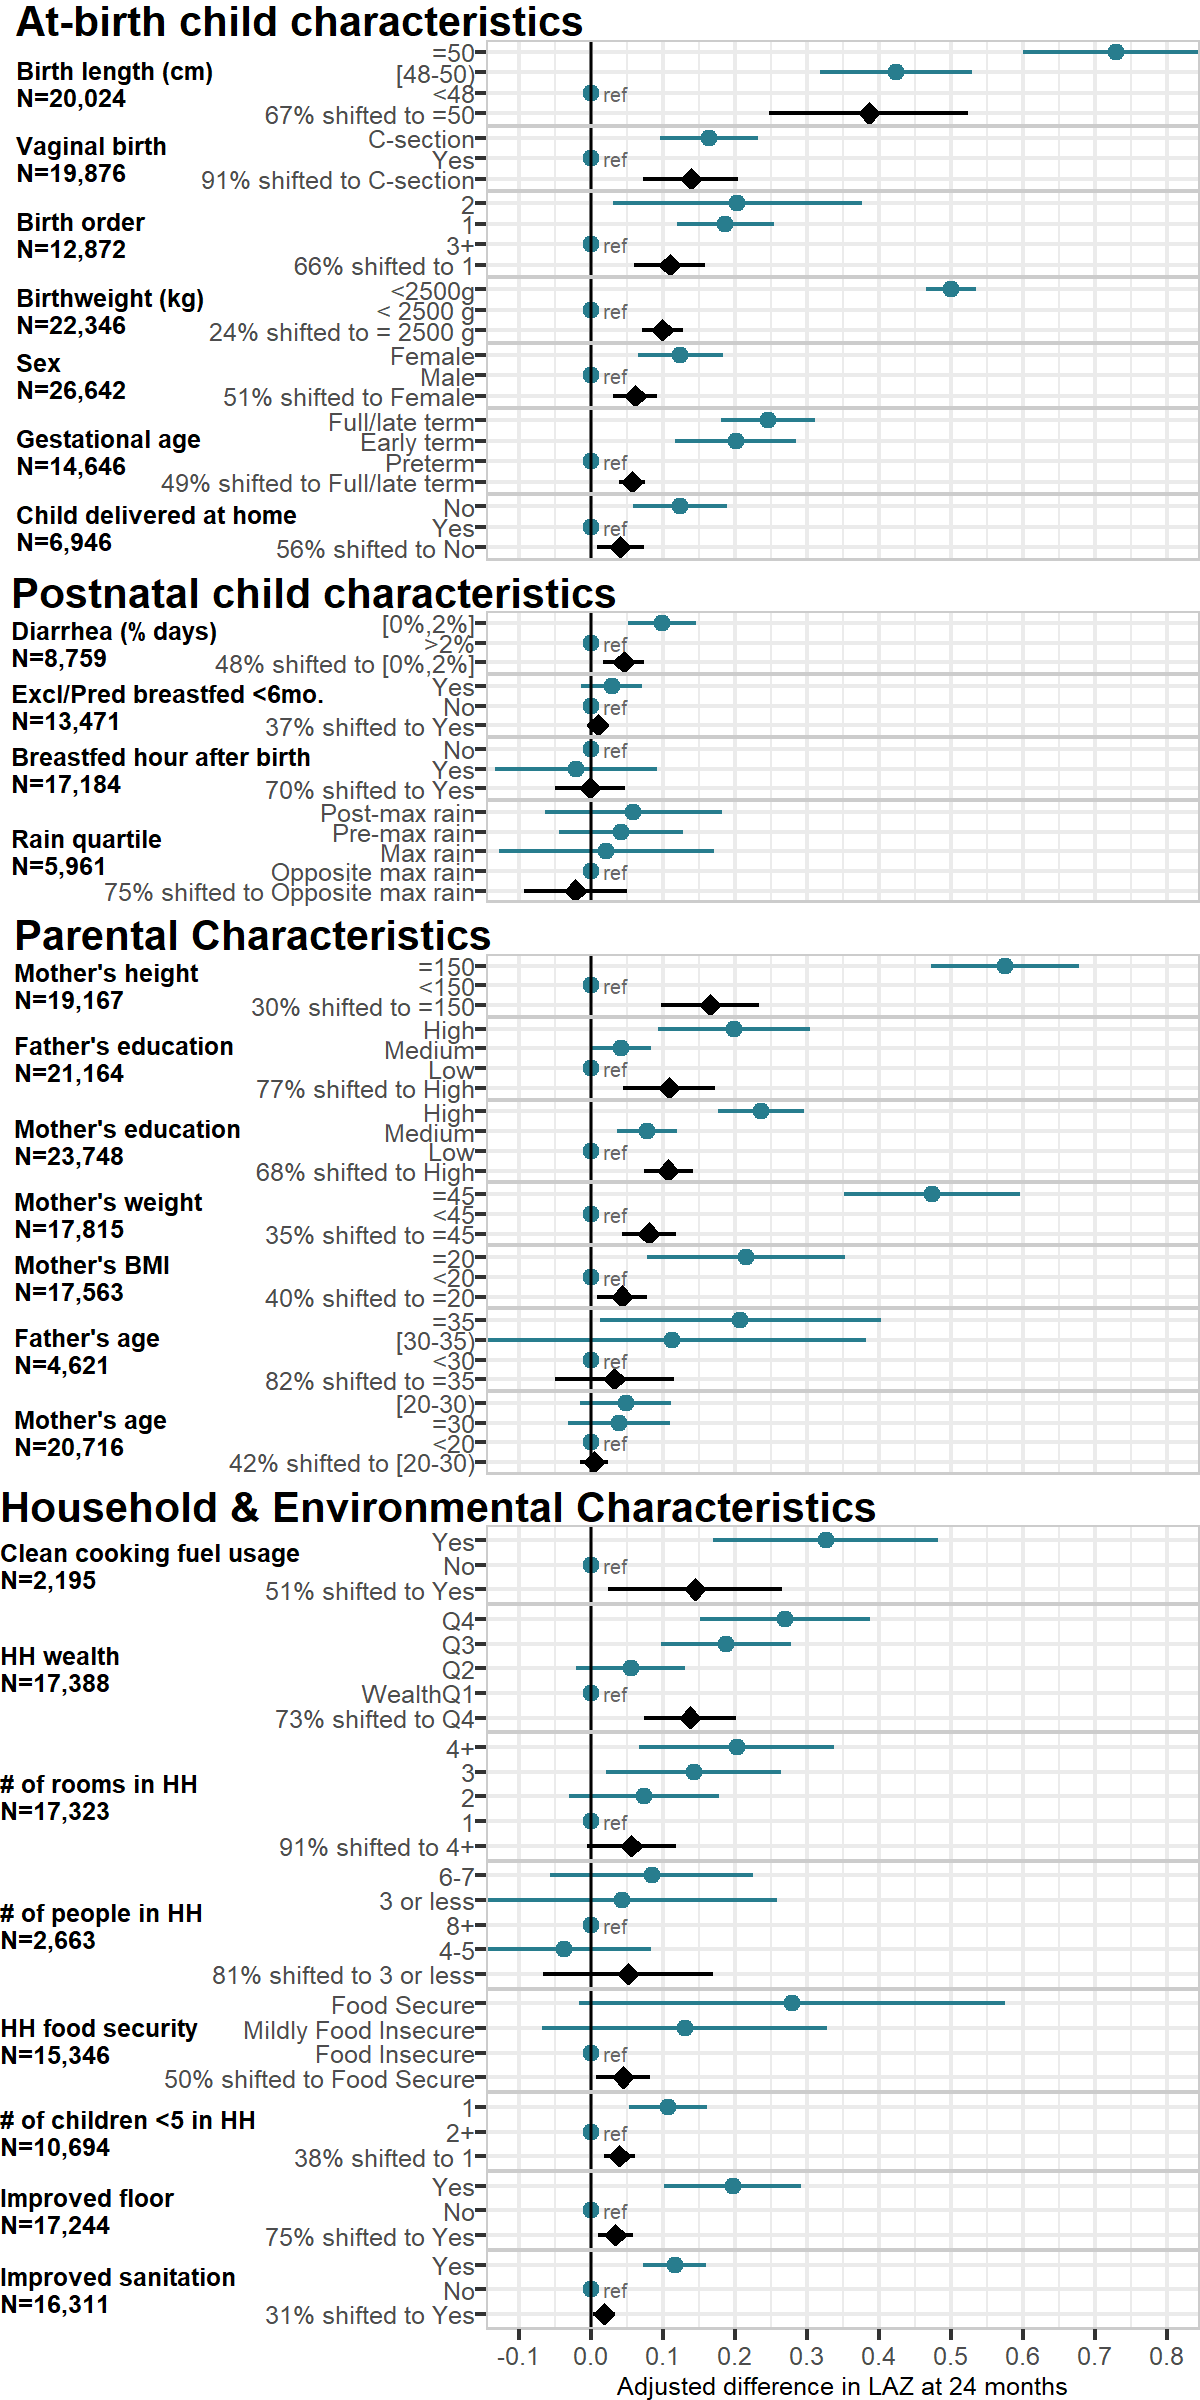 At-birth child characteristics
Birth length (cm)
N=20,024
=50
[48-50)
<48
ref
67% shifted to =50
Vaginal birth
N=19,876
C-section
Yes
ref
91% shifted to C-section
Birth order
N=12,872
2
1
3+
ref
66% shifted to 1
Birthweight (kg)
N=22,346
<2500g
< 2500 g
ref
24% shifted to = 2500 g
Sex
N=26,642
Female
Male
ref
51% shifted to Female
Gestational age
N=14,646
Full/late term
Early term
Preterm
ref
49% shifted to Full/late term
Child delivered at home
N=6,946
No
Yes
ref
56% shifted to No
Postnatal child characteristics
Diarrhea (% days)
N=8,759
[0%,2%]
>2%
ref
48% shifted to [0%,2%]
Excl/Pred breastfed <6mo.
N=13,471
Yes
No
ref
37% shifted to Yes
Breastfed hour after birth
N=17,184
No
ref
Yes
70% shifted to Yes
Rain quartile
N=5,961
Post-max rain
Pre-max rain
Max rain
Opposite max rain
ref
75% shifted to Opposite max rain
Parental Characteristics
Mother's height
N=19,167
=150
<150
ref
30% shifted to =150
Father's education
N=21,164
High
Medium
Low
ref
77% shifted to High
Mother's education
N=23,748
High
Medium
Low
ref
68% shifted to High
Mother's weight
N=17,815
=45
<45
ref
35% shifted to =45
Mother's BMI
N=17,563
=20
<20
ref
40% shifted to =20
Father's age
N=4,621
=35
[30-35)
<30
ref
82% shifted to =35
Mother's age
N=20,716
[20-30)
=30
<20
ref
42% shifted to [20-30)
Household & Environmental Characteristics
Clean cooking fuel usage
N=2,195
Yes
No
ref
51% shifted to Yes
HH wealth
N=17,388
Q4
Q3
Q2
WealthQ1
ref
73% shifted to Q4
# of rooms in HH
N=17,323
4+
3
2
1
ref
91% shifted to 4+
# of people in HH
N=2,663
6-7
3 or less
8+
ref
4-5
81% shifted to 3 or less
HH food security
N=15,346
Food Secure
Mildly Food Insecure
Food Insecure
ref
50% shifted to Food Secure
# of children <5 in HH
N=10,694
1
2+
ref
38% shifted to 1
Improved floor
N=17,244
Yes
No
ref
75% shifted to Yes
Improved sanitation
N=16,311
Yes
No
ref
31% shifted to Yes
-0.1 0.0 0.1 0.2 0.3 0.4 0.5 0.6 0.7 0.8
Adjusted difference in LAZ at 24 months